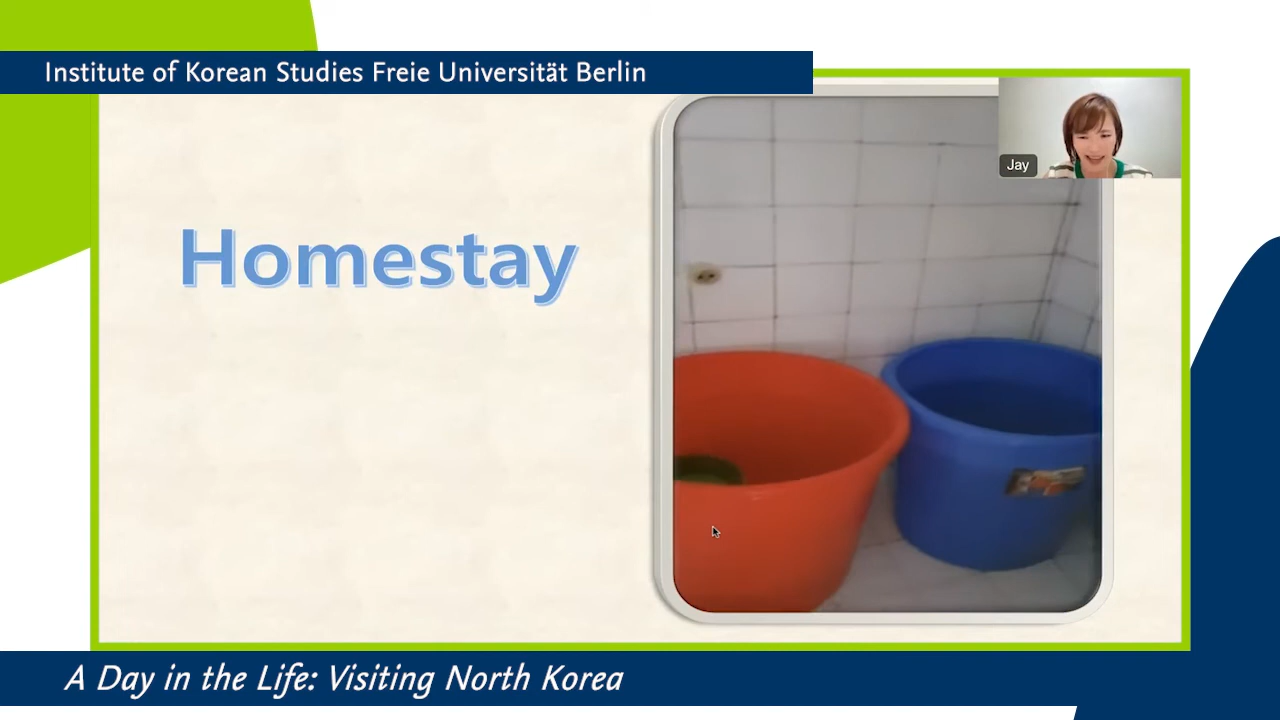 Institute of Korean Studies Freie Universität Berlin
Jay
Homestay
A Day in the Life: Visiting North Korea